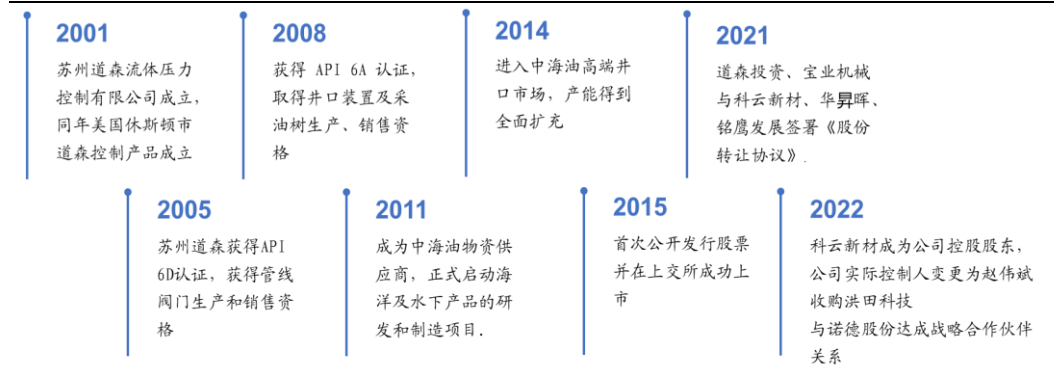 2001
苏州道森流体压力
控制有限公司成立,
同年美国休斯顿市
道森控制产品成立
2005
苏州道森获得API
6D认证, 获得管线
阀门生产和销售资
格
2008
获得 API 6A 认证,
取得井口装置及采
油树生产、销售资
格
2011
成为中海油物资供
应商, 正式启动海
洋及水下产品的研
发和制造项目.
2014
进入中海油高端井
口市场, 产能得到
全面扩充
2015
首次公开发行股票
并在上交所成功上
市
2021
道森投资、宝业机械
与科云新材、华昇晖、
铭鹰发展签署《股份
转让协议》.
2022
科云新材成为公司控股股东,
公司实际控制人变更为赵伟斌
收购洪田科技
与诺德股份达成战略合作伙伴
关系